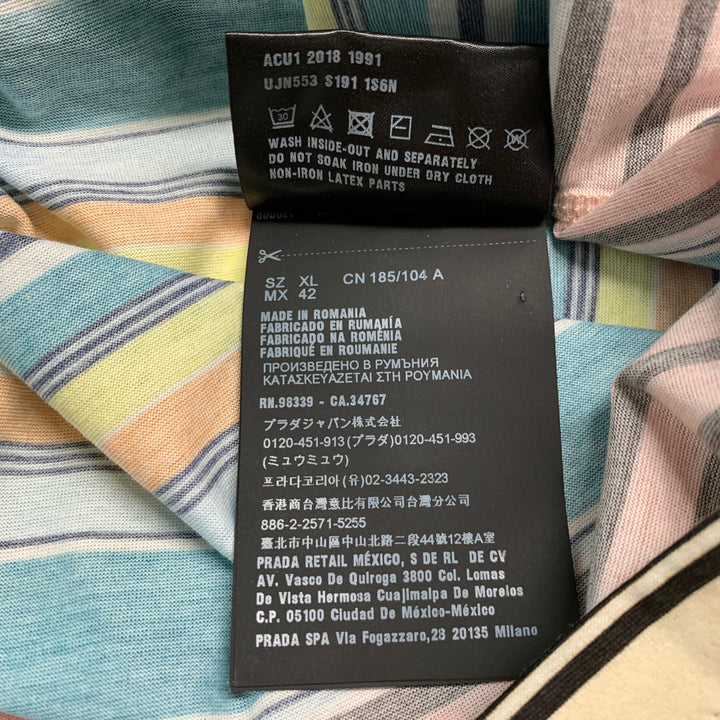 ACU1 2018 1991
UJN553 S191 1S6N
30
WASH INSIDE-OUT AND SEPARATELY
DO NOT SOAK IRON UNDER DRY CLOTH
NON-IRON LATEX PARTS
SZ XL CN 185/104 A
MX 42
MADE IN ROMANIA
FABRICADO EN RUMANÍA
FABRICADO NA ROMÉNIA
FABRIQUÉ EN ROUMANIE
ПРОИЗВЕДЕНО В РУМЪНИЯ
ΚΑΤΑΣΚΕΥΑΖΕΤΑΙ ΣΤΗ ΡΟΥΜΑΝΙΑ
RN.98339 - CA.34767
プラダジャパン株式会社
0120-451-913(プラダ)0120-451-993
(ミュウミュウ)
프라다코리아(유)02-3443-2323
香港商台灣意比有限公司台灣分公司
886-2-2571-5255
臺北市中山區中山北路二段44號12樓A室
PRADA RETAIL MÉXICO, S DE RL DE CV
AV. Vasco De Quiroga 3800 Col. Lomas
De Vista Hermosa Cuajimalpa De Morelos
C.P. 05100 Ciudad De México-México
PRADA SPA Via Fogazzaro,28 20135 Milano